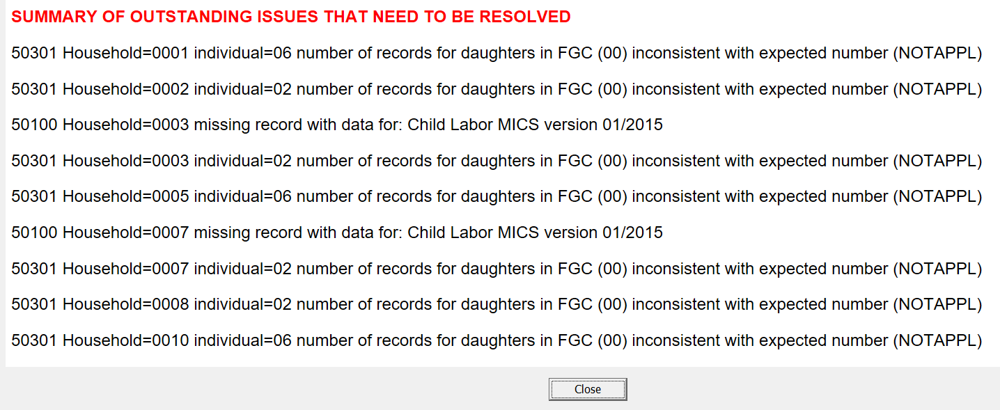 SUMMARY OF OUTSTANDING ISSUES THAT NEED TO BE RESOLVED
50301 Household=0001 individual=06 number of records for daughters in FGC (00) inconsistent with expected number (NOTAPPL)
50301 Household=0002 individual=02 number of records for daughters in FGC (00) inconsistent with expected number (NOTAPPL)
50100 Household=0003 missing record with data for: Child Labor MICS version 01/2015
50301 Household=0003 individual=02 number of records for daughters in FGC (00) inconsistent with expected number (NOTAPPL)
50301 Household=0005 individual=06 number of records for daughters in FGC (00) inconsistent with expected number (NOTAPPL)
50100 Household=0007 missing record with data for: Child Labor MICS version 01/2015
50301 Household=0007 individual=02 number of records for daughters in FGC (00) inconsistent with expected number (NOTAPPL)
50301 Household=0008 individual=02 number of records for daughters in FGC (00) inconsistent with expected number (NOTAPPL)
50301 Household=0010 individual=06 number of records for daughters in FGC (00) inconsistent with expected number (NOTAPPL)
Close